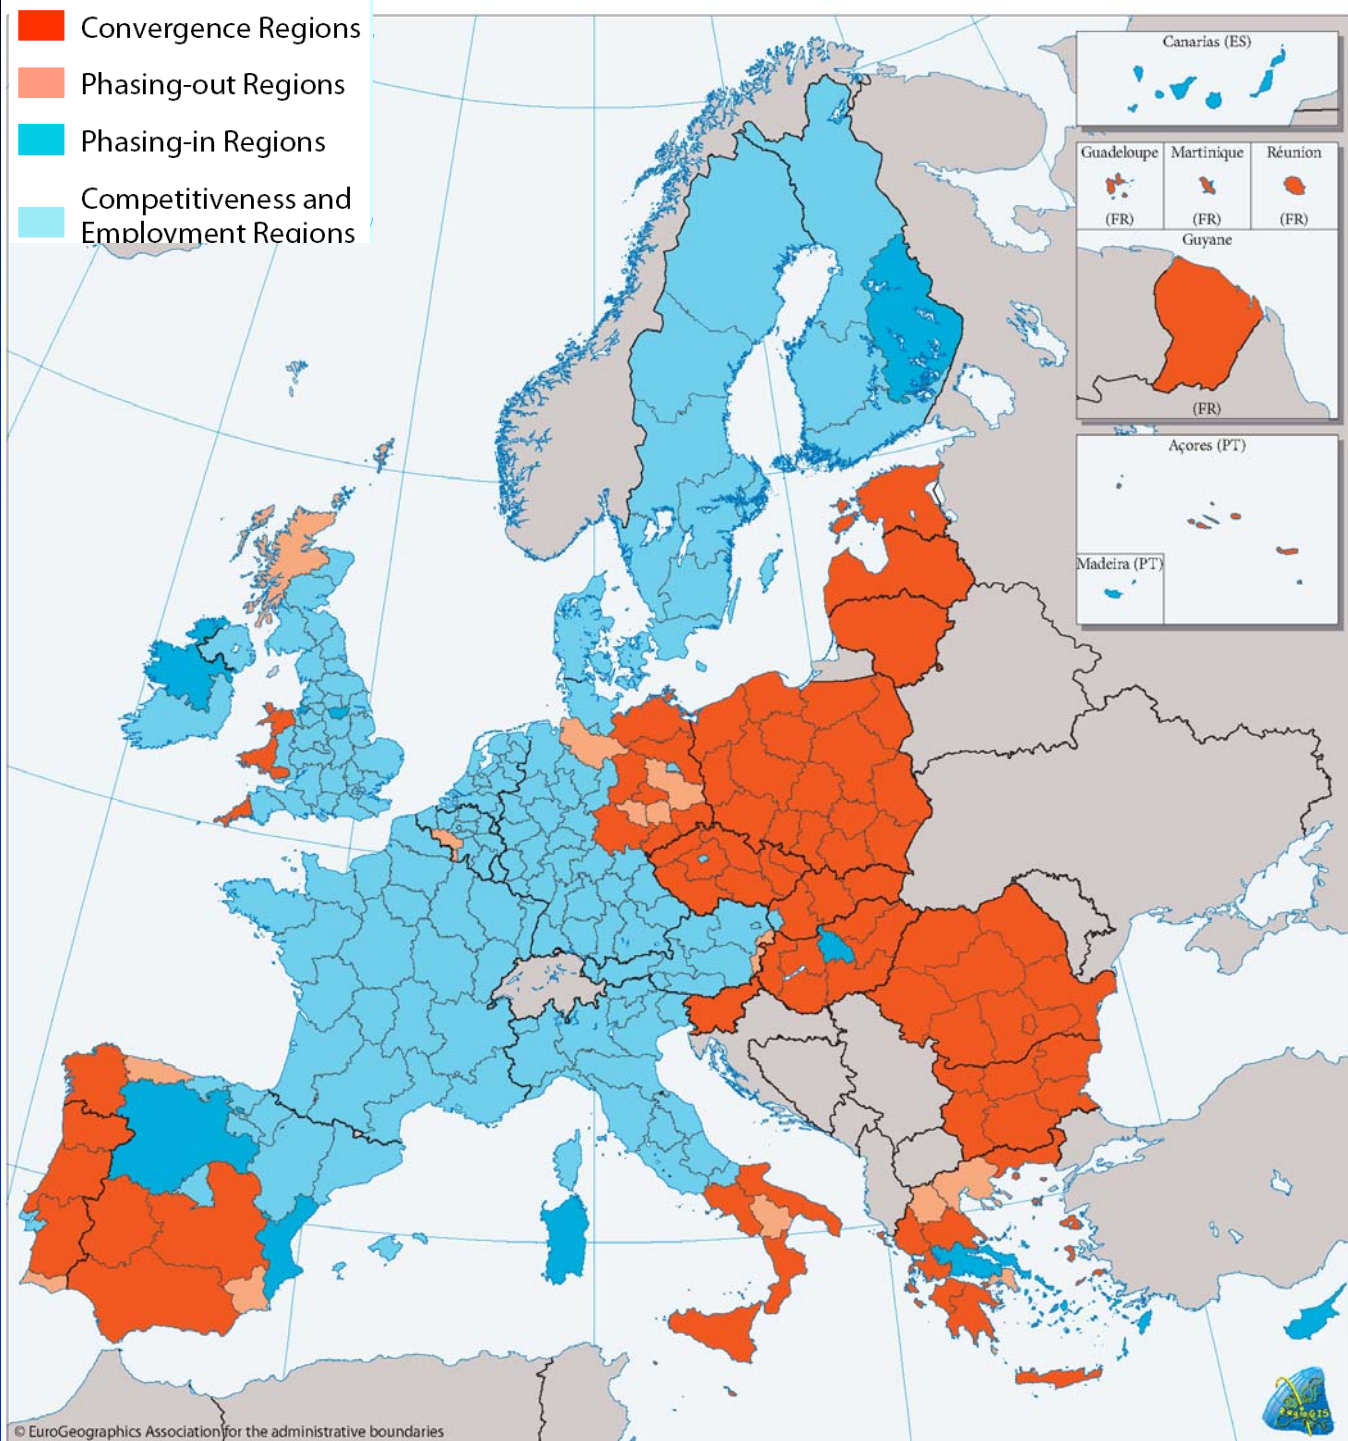 Convergence Regions
Phasing-out Regions
Phasing-in Regions
Competitiveness and
Employment Regions
Canarias (ES)
Guadeloupe Martinique Réunion
(FR) (FR) (FR)
Guyane
(FR)
Açores (PT)
Madeira (PT)
RegioGIS
© EuroGeographics Association for the administrative boundaries